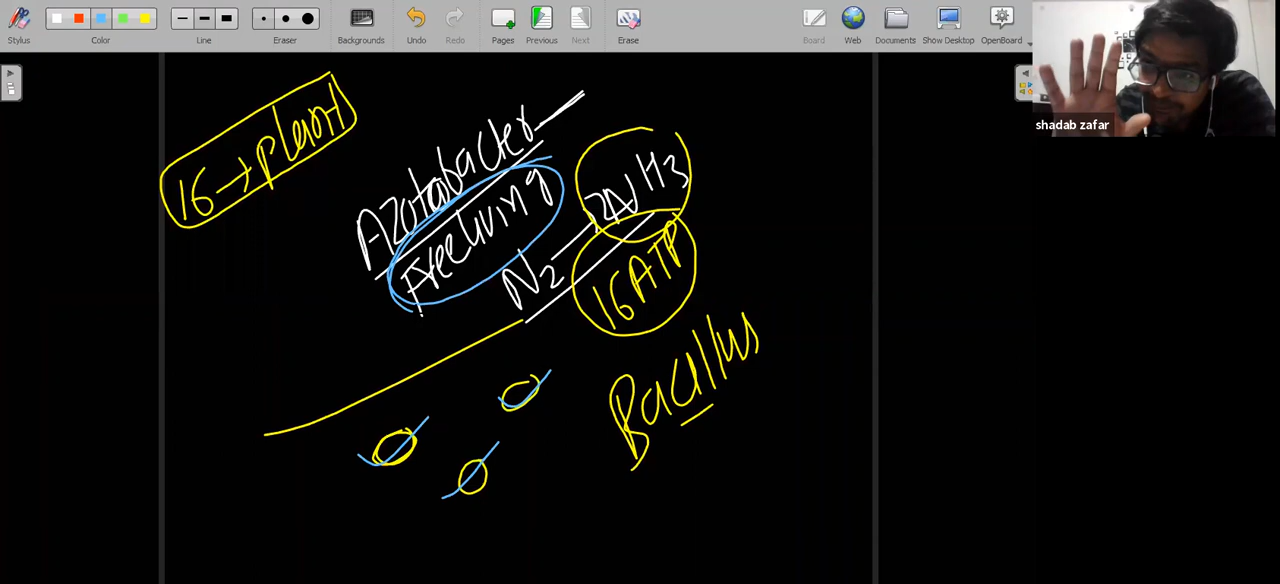 Stylus
Color
Line
Eraser
Backgrounds
Undo
Redo
Pages
Previous
Next
Erase
Board
Web
Documents
Show Desktop
OpenBoard
shadab zafar
16 → plant
Azotobacter
Freeliving
N2
2NH3
16ATP
Bacillus